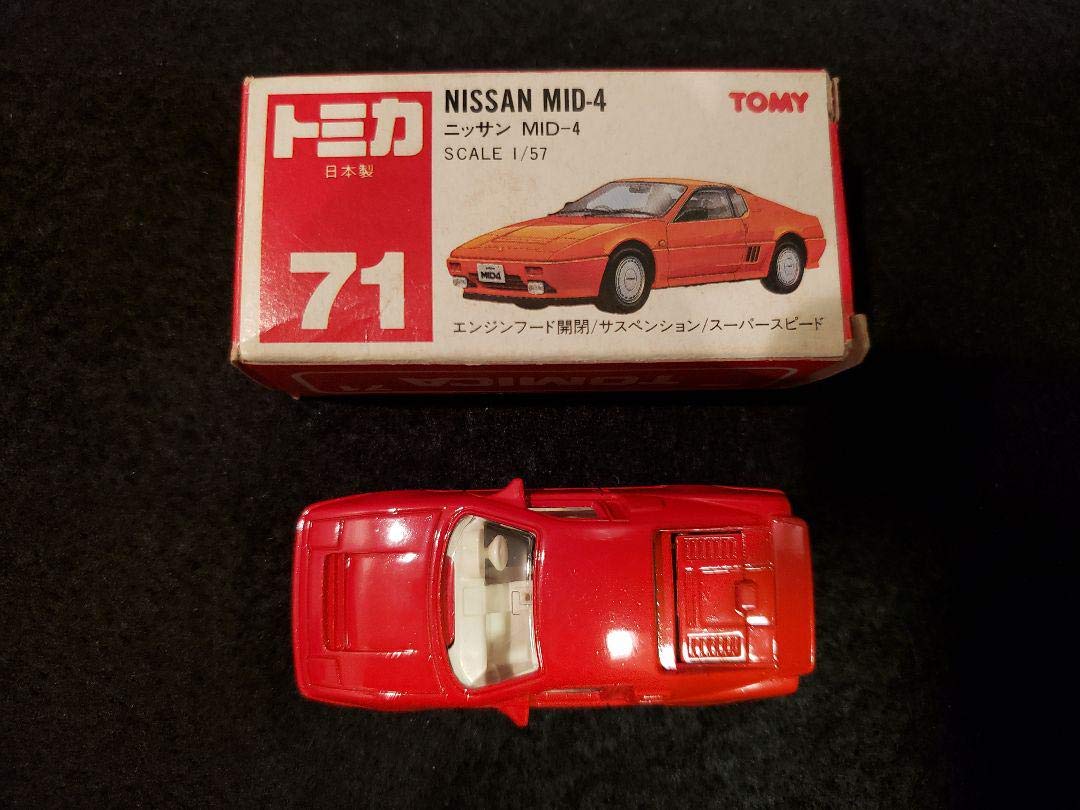 トミカ
日本製
71
NISSAN MID-4
ニッサン MID-4
SCALE 1/57
TOMY
MID4
エンジンフード開閉/サスペンション/スーパースピード
TOMICA 71